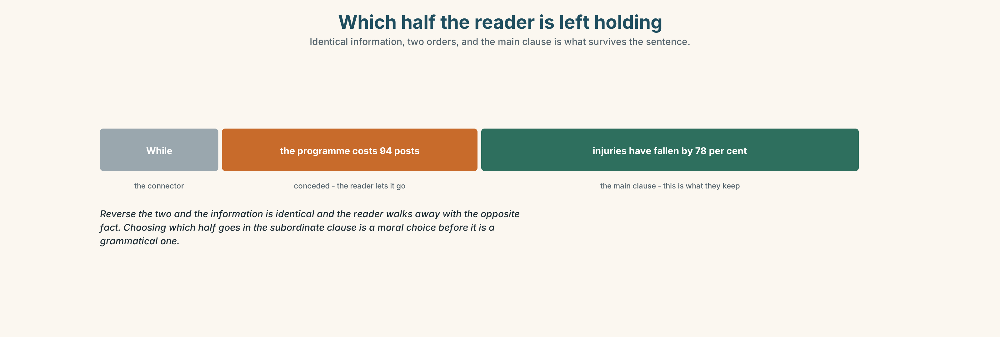 Which half the reader is left holding
Identical information, two orders, and the main clause is what survives the sentence.
While
the programme costs 94 posts
injuries have fallen by 78 per cent
the connector
conceded - the reader lets it go
the main clause - this is what they keep
Reverse the two and the information is identical and the reader walks away with the opposite
fact. Choosing which half goes in the subordinate clause is a moral choice before it is a
grammatical one.